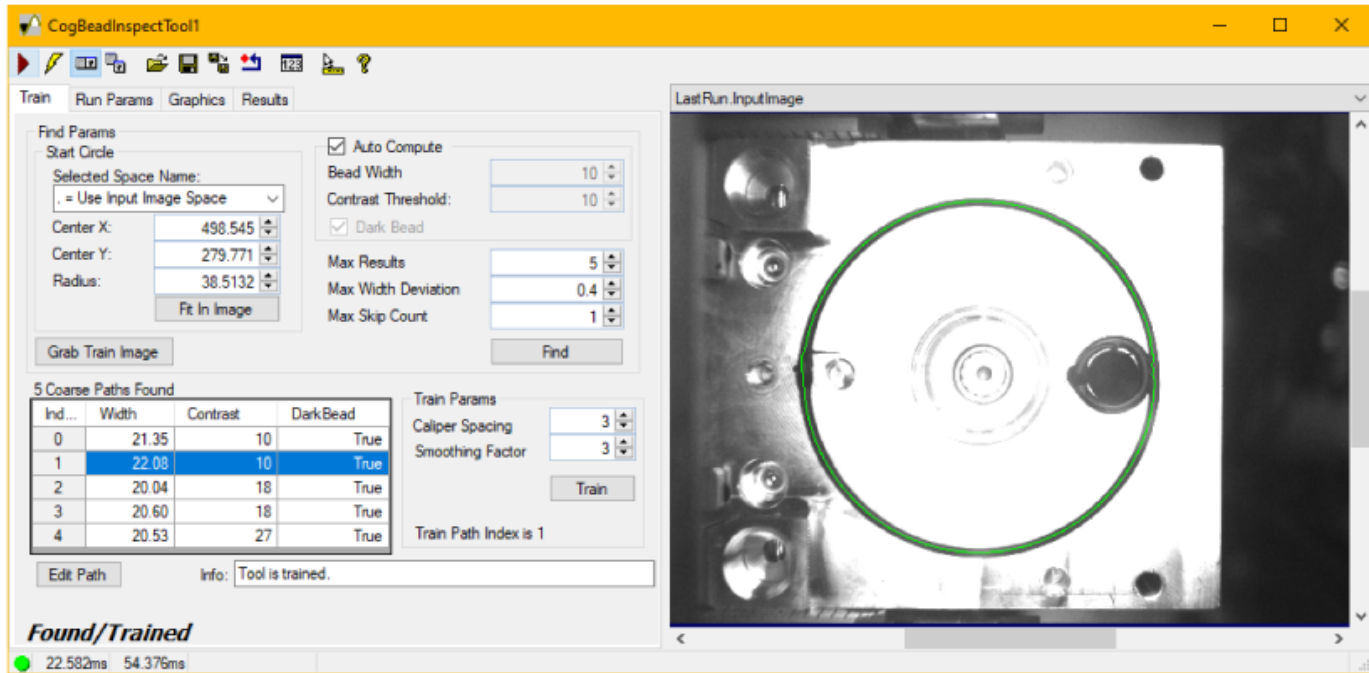 CogBeadInspectTool1
Train Run Params Graphics Results
LastRun.InputImage
Find Params
Start Circle
Selected Space Name:
. = Use Input Image Space
Center X: 498.545
Center Y: 279.771
Radius: 38.5132
Fit In Image
Grab Train Image
Auto Compute
Bead Width 10
Contrast Threshold: 10
Dark Bead
Max Results 5
Max Width Deviation 0.4
Max Skip Count 1
Find
5 Coarse Paths Found
Ind... Width Contrast DarkBead
0 21.35 10 True
1 22.08 10 True
2 20.04 18 True
3 20.60 18 True
4 20.53 27 True
Train Params
Caliper Spacing 3
Smoothing Factor 3
Train
Train Path Index is 1
Edit Path Info: Tool is trained.
Found/Trained
22.582ms 54.376ms